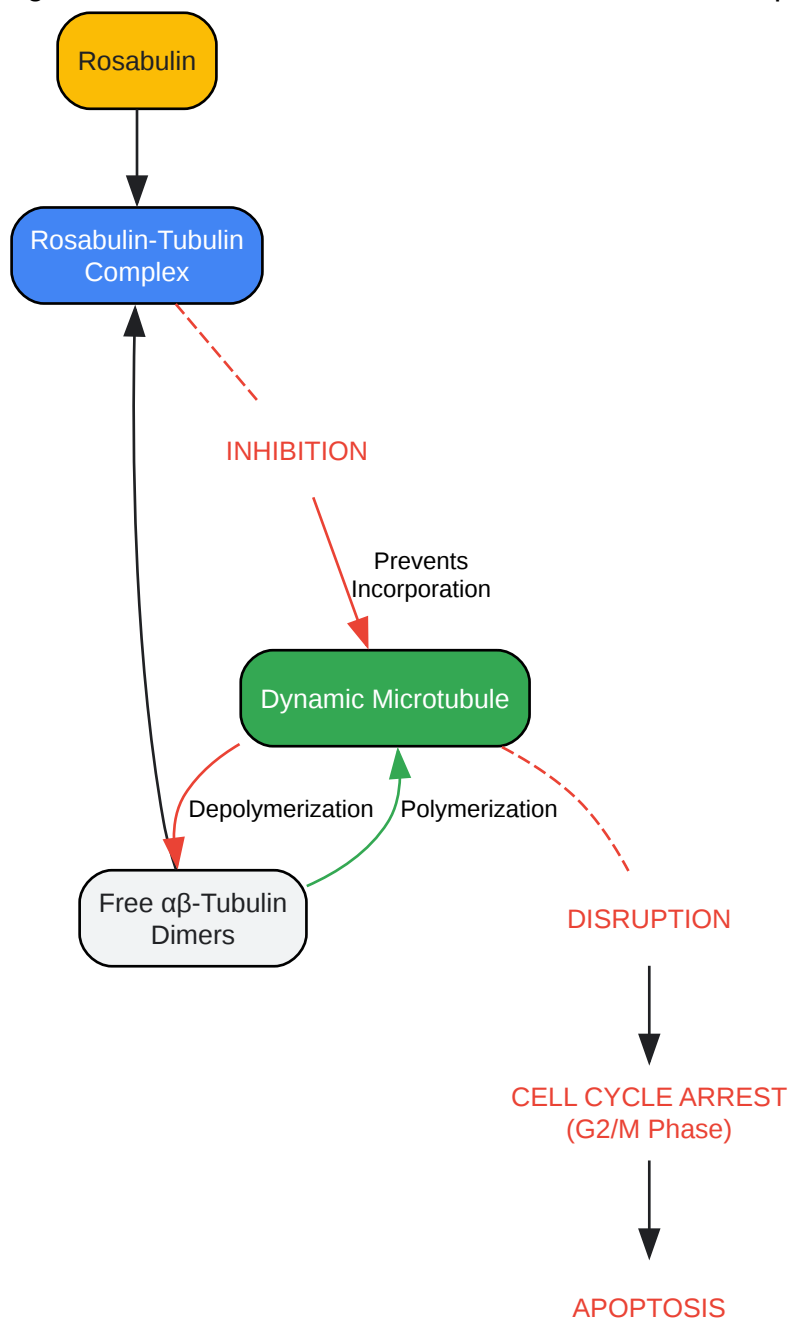 Rosabulin
Rosabulin-Tubulin
Complex
INHIBITION
Prevents
Incorporation
Dynamic Microtubule
Depolymerization
Polymerization
Free αβ-Tubulin
Dimers
DISRUPTION
CELL CYCLE ARREST
(G2/M Phase)
APOPTOSIS